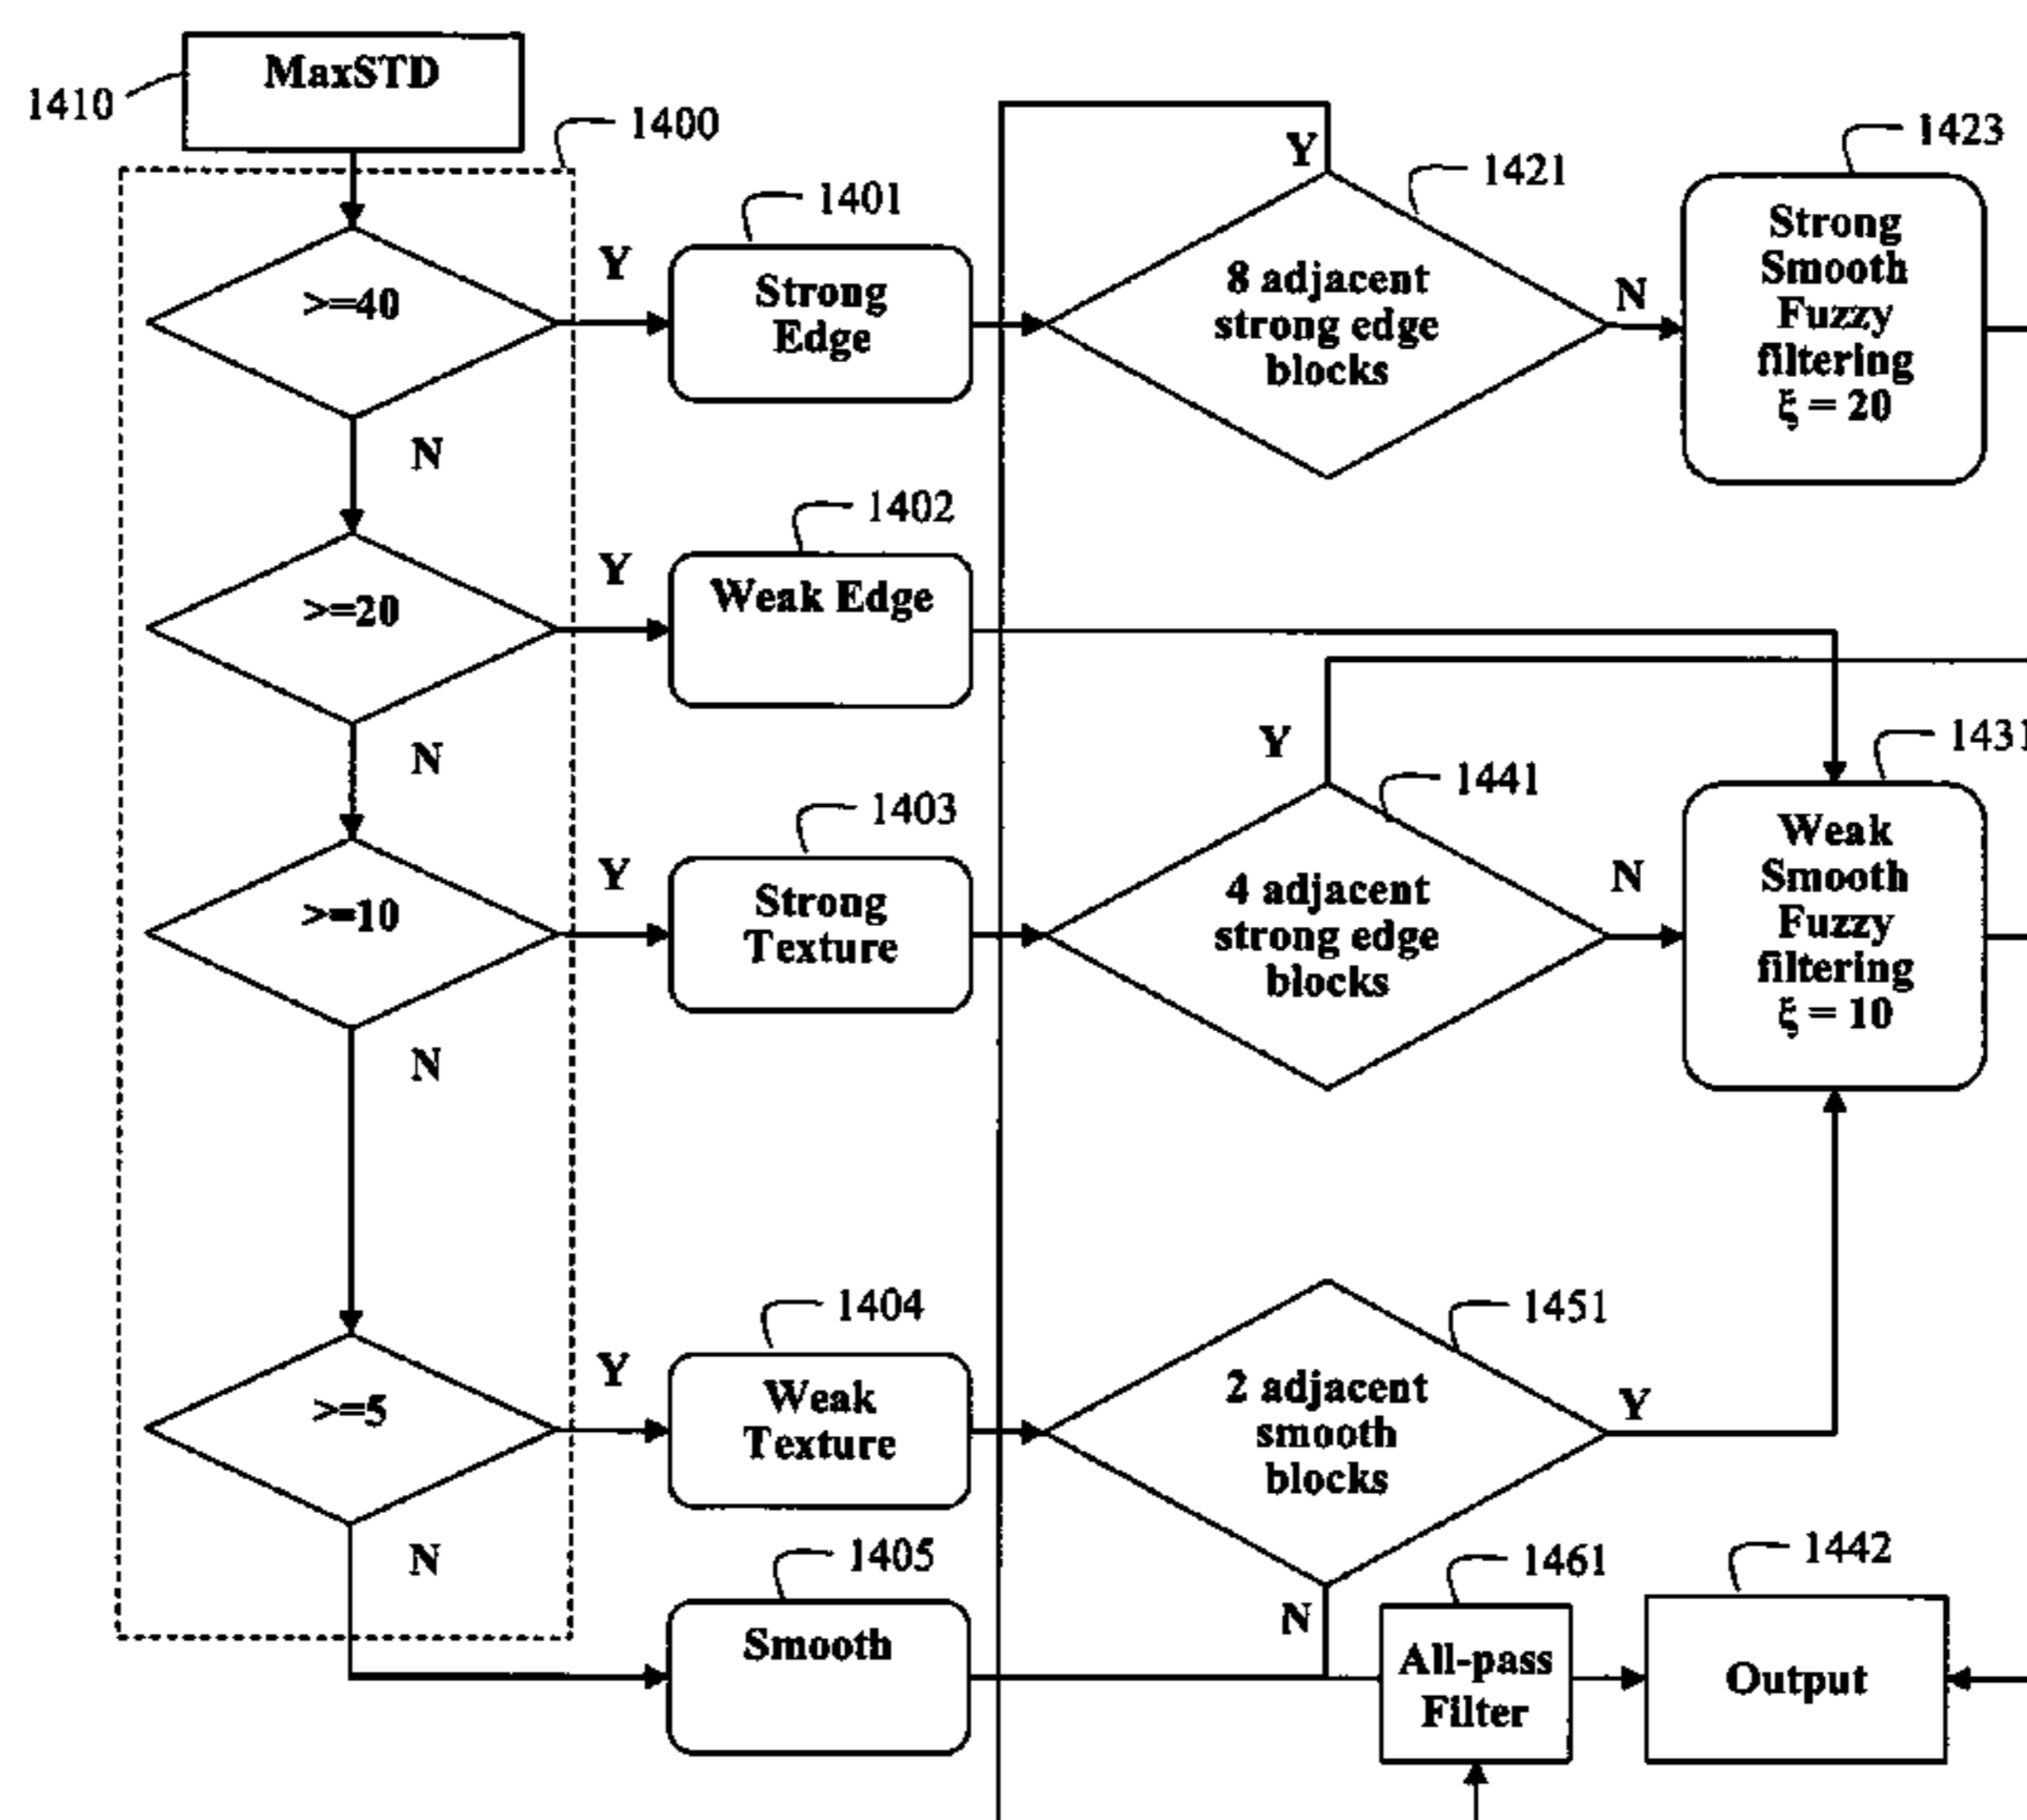 MaxSTD
1410
1400
>=40
Y
N
1401
Strong
Edge
Y
1421
8 adjacent
strong edge
blocks
N
1423
Strong
Smooth
Fuzzy
filtering
ξ = 20
>=20
Y
N
1402
Weak Edge
>=10
Y
N
1403
Strong
Texture
Y
1441
4 adjacent
strong edge
blocks
N
1431
Weak
Smooth
Fuzzy
filtering
ξ = 10
>=5
Y
N
1404
Weak
Texture
1451
2 adjacent
smooth
blocks
Y
N
1405
Smooth
1461
All-pass
Filter
1442
Output